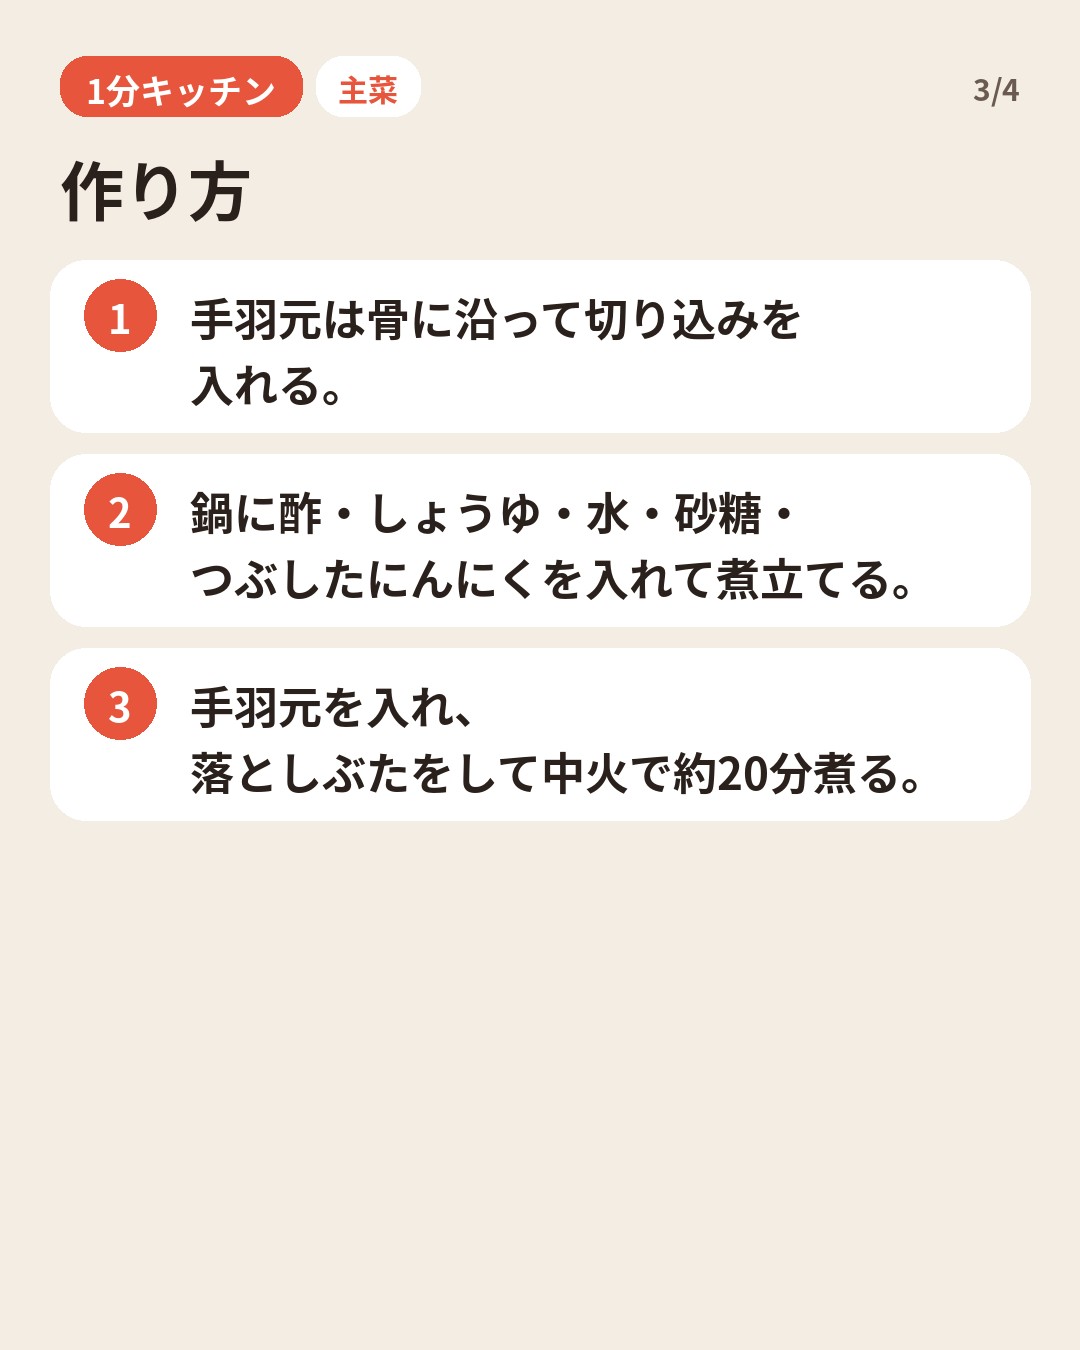 1分キッチン 主菜 3/4
作り方
1 手羽元は骨に沿って切り込みを
入れる。
2 鍋に酢・しょうゆ・水・砂糖・
つぶしたにんにくを入れて煮立てる。
3 手羽元を入れ、
落としぶたをして中火で約20分煮る。